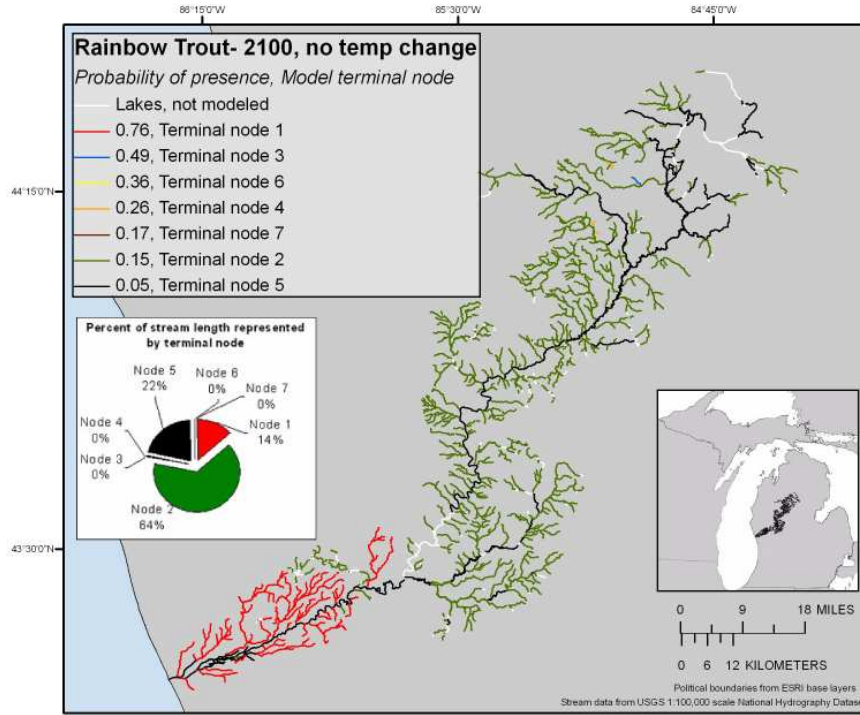 86°15'0"W 85°30'0"W 84°45'0"W
Rainbow Trout- 2100, no temp change
Probability of presence, Model terminal node
Lakes, not modeled
0.76, Terminal node 1
0.49, Terminal node 3
0.36, Terminal node 6
0.26, Terminal node 4
0.17, Terminal node 7
0.15, Terminal node 2
0.05, Terminal node 5
44°15'0"N
Percent of stream length represented
by terminal node
Node 5
22%
Node 6
0%
Node 7
0%
Node 4
0%
Node 1
14%
Node 3
0%
Node 2
64%
43°30'0"N
0 9 18 MILES
0 6 12 KILOMETERS
Political boundaries from ESRI base layers
Stream data from USGS 1:100,000 scale National Hydrography Datase